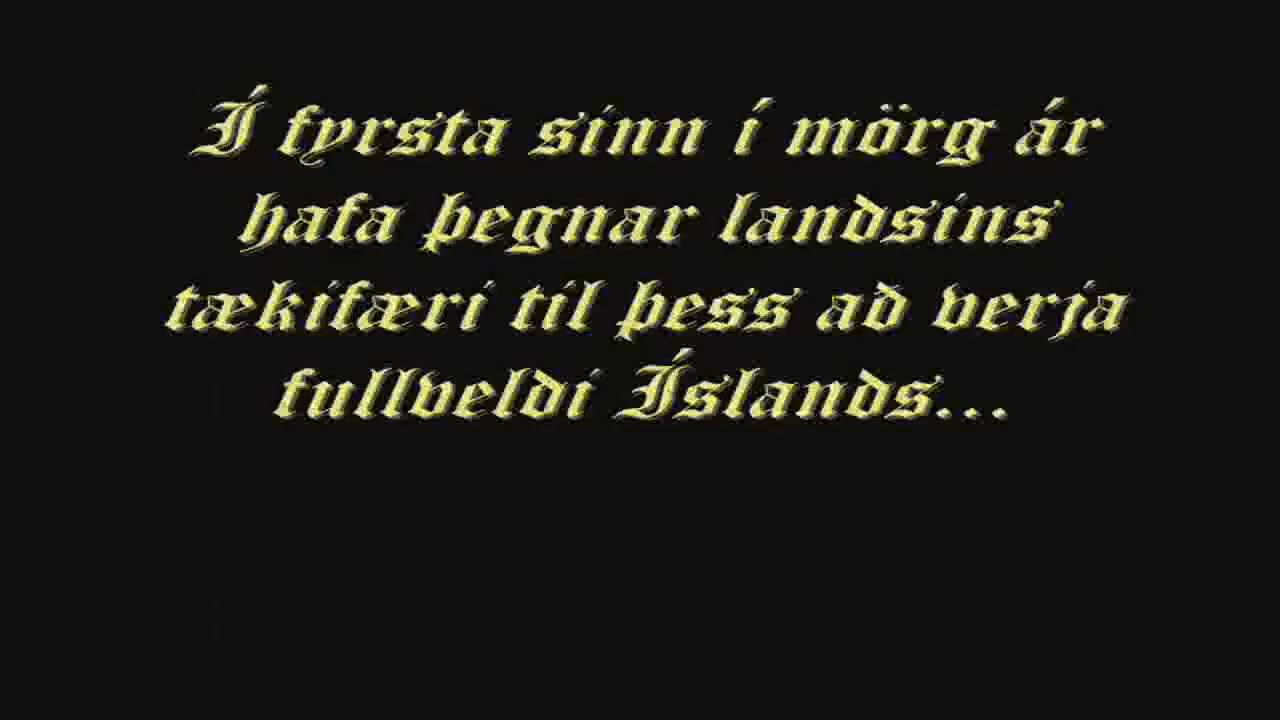 Í fyrsta sinn í mörg ár
hafa þegnar landsins
tækifæri til þess að verja
fullveldi Íslands...